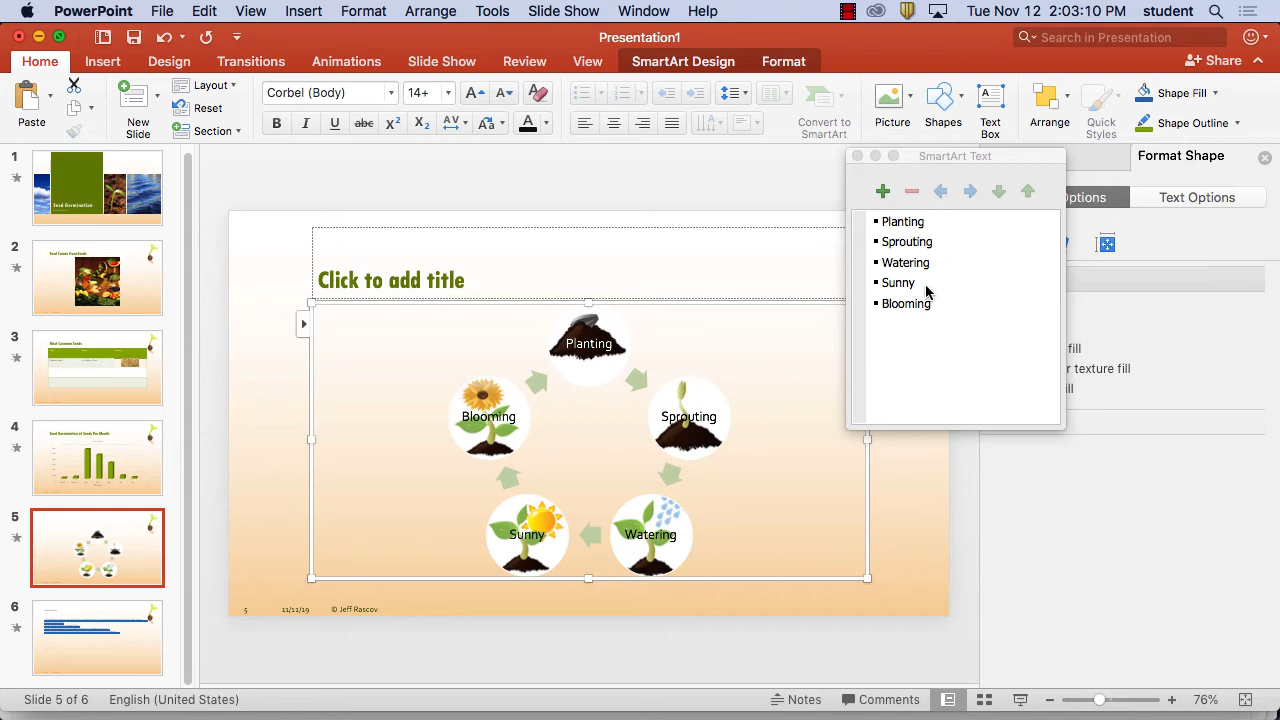 PowerPoint File Edit View Insert Format Arrange Tools Slide Show Window Help Tue Nov 12 2:03:10 PM student
Presentation1
Search in Presentation
Home Insert Design Transitions Animations Slide Show Review View SmartArt Design Format Share
Paste
New Slide
Layout
Reset
Section
Corbel (Body) 14+
B I U abc X² X₂ AV Aa A
Convert to SmartArt
Picture
Shapes
Text Box
Arrange
Quick Styles
Shape Fill
Shape Outline
SmartArt Text
Planting
Sprouting
Watering
Sunny
Blooming
Format Shape
Options Text Options
fill
r texture fill
fill
1
Seed Germination
2
Food Comes from Seeds
3
Most Common Seeds
4
Seed Germination of Seeds Per Month
5
6
Click to add title
Planting
Blooming
Sprouting
Sunny
Watering
5 11/12/19 © Jeff Rascov
Slide 5 of 6 English (United States) Notes Comments 76%